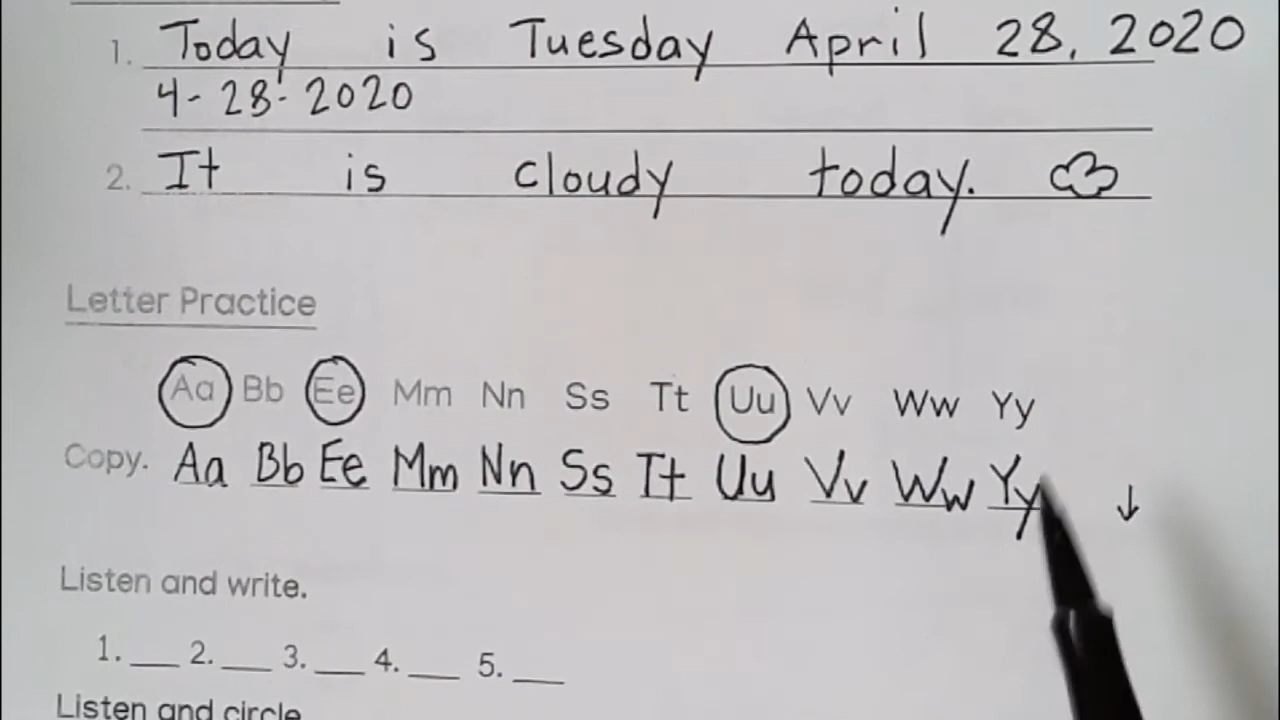 1. Today is Tuesday April 28, 2020
4-28-2020
2. It is cloudy today.
Letter Practice
Aa Bb Ee Mm Nn Ss Tt Uu Vv Ww Yy
Copy. Aa Bb Ee Mm Nn Ss Tt Uu Vv Ww Yy
Listen and write.
1. ___ 2. ___ 3. ___ 4. ___ 5. ___
Listen and circle.